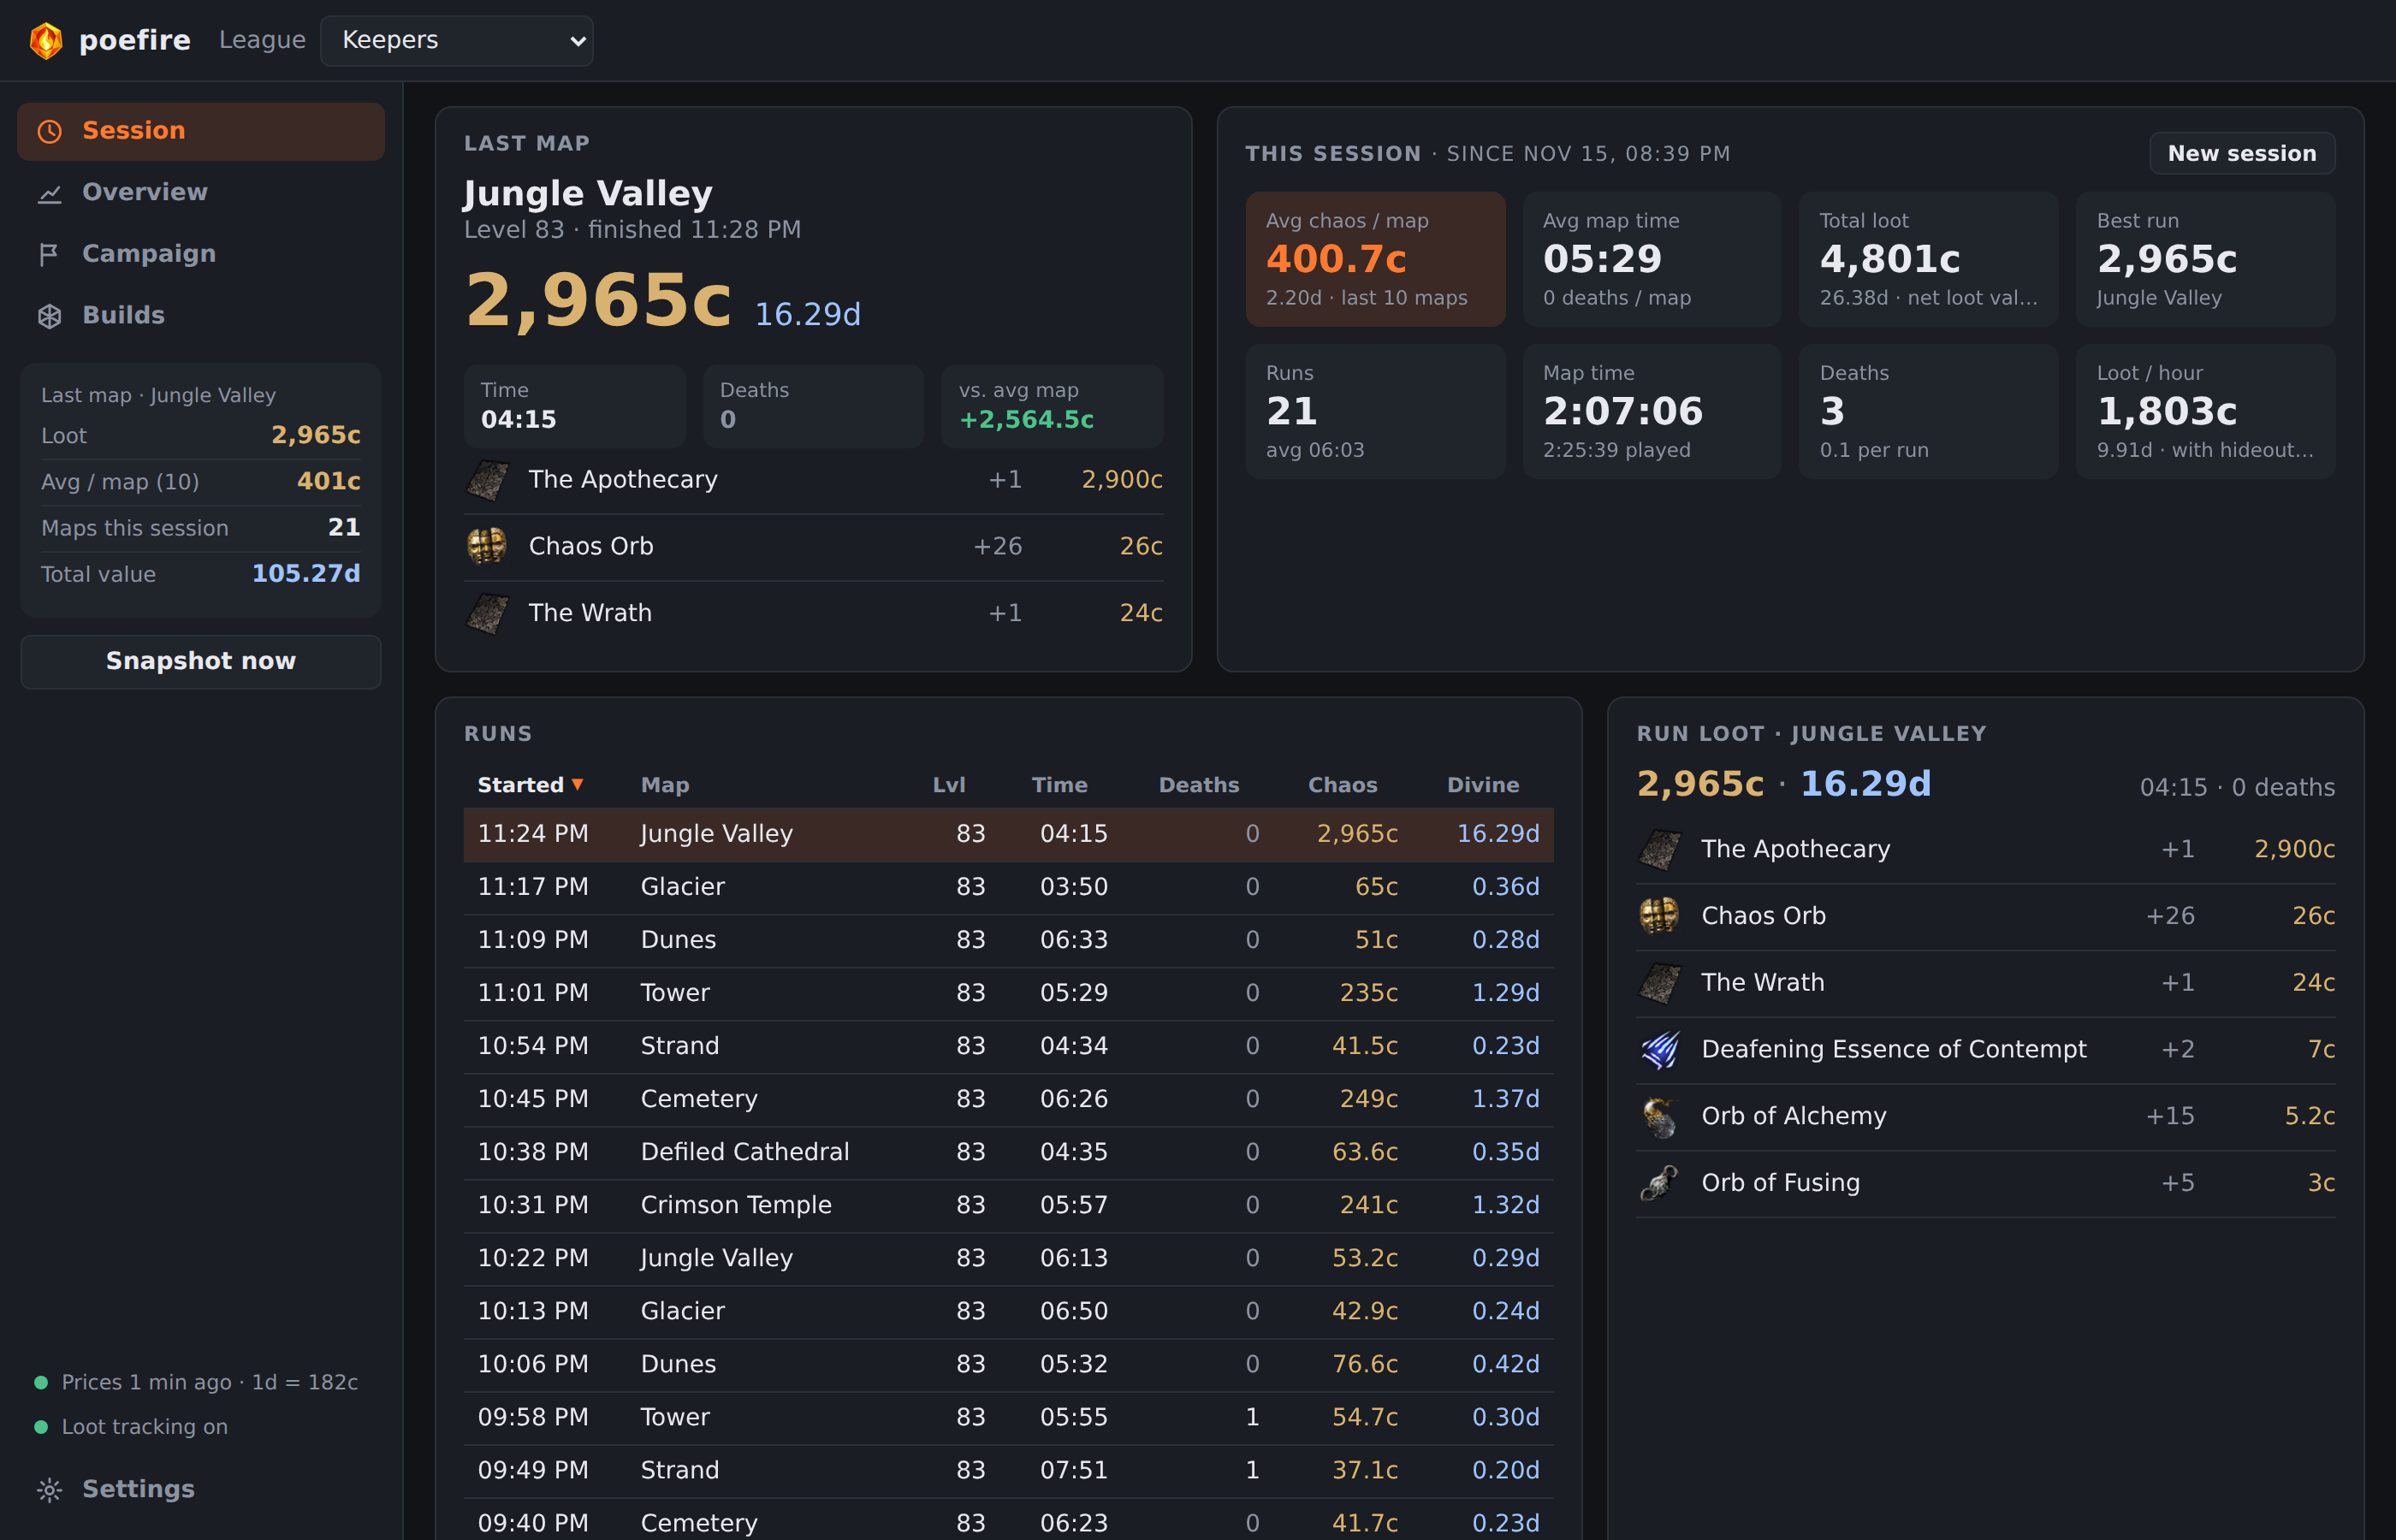 poefire League Keepers
Session
Overview
Campaign
Builds
Last map · Jungle Valley
Loot 2,965c
Avg / map (10) 401c
Maps this session 21
Total value 105.27d
Snapshot now
Prices 1 min ago · 1d = 182c
Loot tracking on
Settings
LAST MAP
Jungle Valley
Level 83 · finished 11:28 PM
2,965c 16.29d
Time Deaths vs. avg map
04:15 0 +2,564.5c
The Apothecary +1 2,900c
Chaos Orb +26 26c
The Wrath +1 24c
THIS SESSION · SINCE NOV 15, 08:39 PM New session
Avg chaos / map Avg map time Total loot Best run
400.7c 05:29 4,801c 2,965c
2.20d · last 10 maps 0 deaths / map 26.38d · net loot val… Jungle Valley
Runs Map time Deaths Loot / hour
21 2:07:06 3 1,803c
avg 06:03 2:25:39 played 0.1 per run 9.91d · with hideout…
RUNS
Started ▼ Map Lvl Time Deaths Chaos Divine
11:24 PM Jungle Valley 83 04:15 0 2,965c 16.29d
11:17 PM Glacier 83 03:50 0 65c 0.36d
11:09 PM Dunes 83 06:33 0 51c 0.28d
11:01 PM Tower 83 05:29 0 235c 1.29d
10:54 PM Strand 83 04:34 0 41.5c 0.23d
10:45 PM Cemetery 83 06:26 0 249c 1.37d
10:38 PM Defiled Cathedral 83 04:35 0 63.6c 0.35d
10:31 PM Crimson Temple 83 05:57 0 241c 1.32d
10:22 PM Jungle Valley 83 06:13 0 53.2c 0.29d
10:13 PM Glacier 83 06:50 0 42.9c 0.24d
10:06 PM Dunes 83 05:32 0 76.6c 0.42d
09:58 PM Tower 83 05:55 1 54.7c 0.30d
09:49 PM Strand 83 07:51 1 37.1c 0.20d
09:40 PM Cemetery 83 06:23 0 41.7c 0.23d
RUN LOOT · JUNGLE VALLEY
2,965c · 16.29d 04:15 · 0 deaths
The Apothecary +1 2,900c
Chaos Orb +26 26c
The Wrath +1 24c
Deafening Essence of Contempt +2 7c
Orb of Alchemy +15 5.2c
Orb of Fusing +5 3c